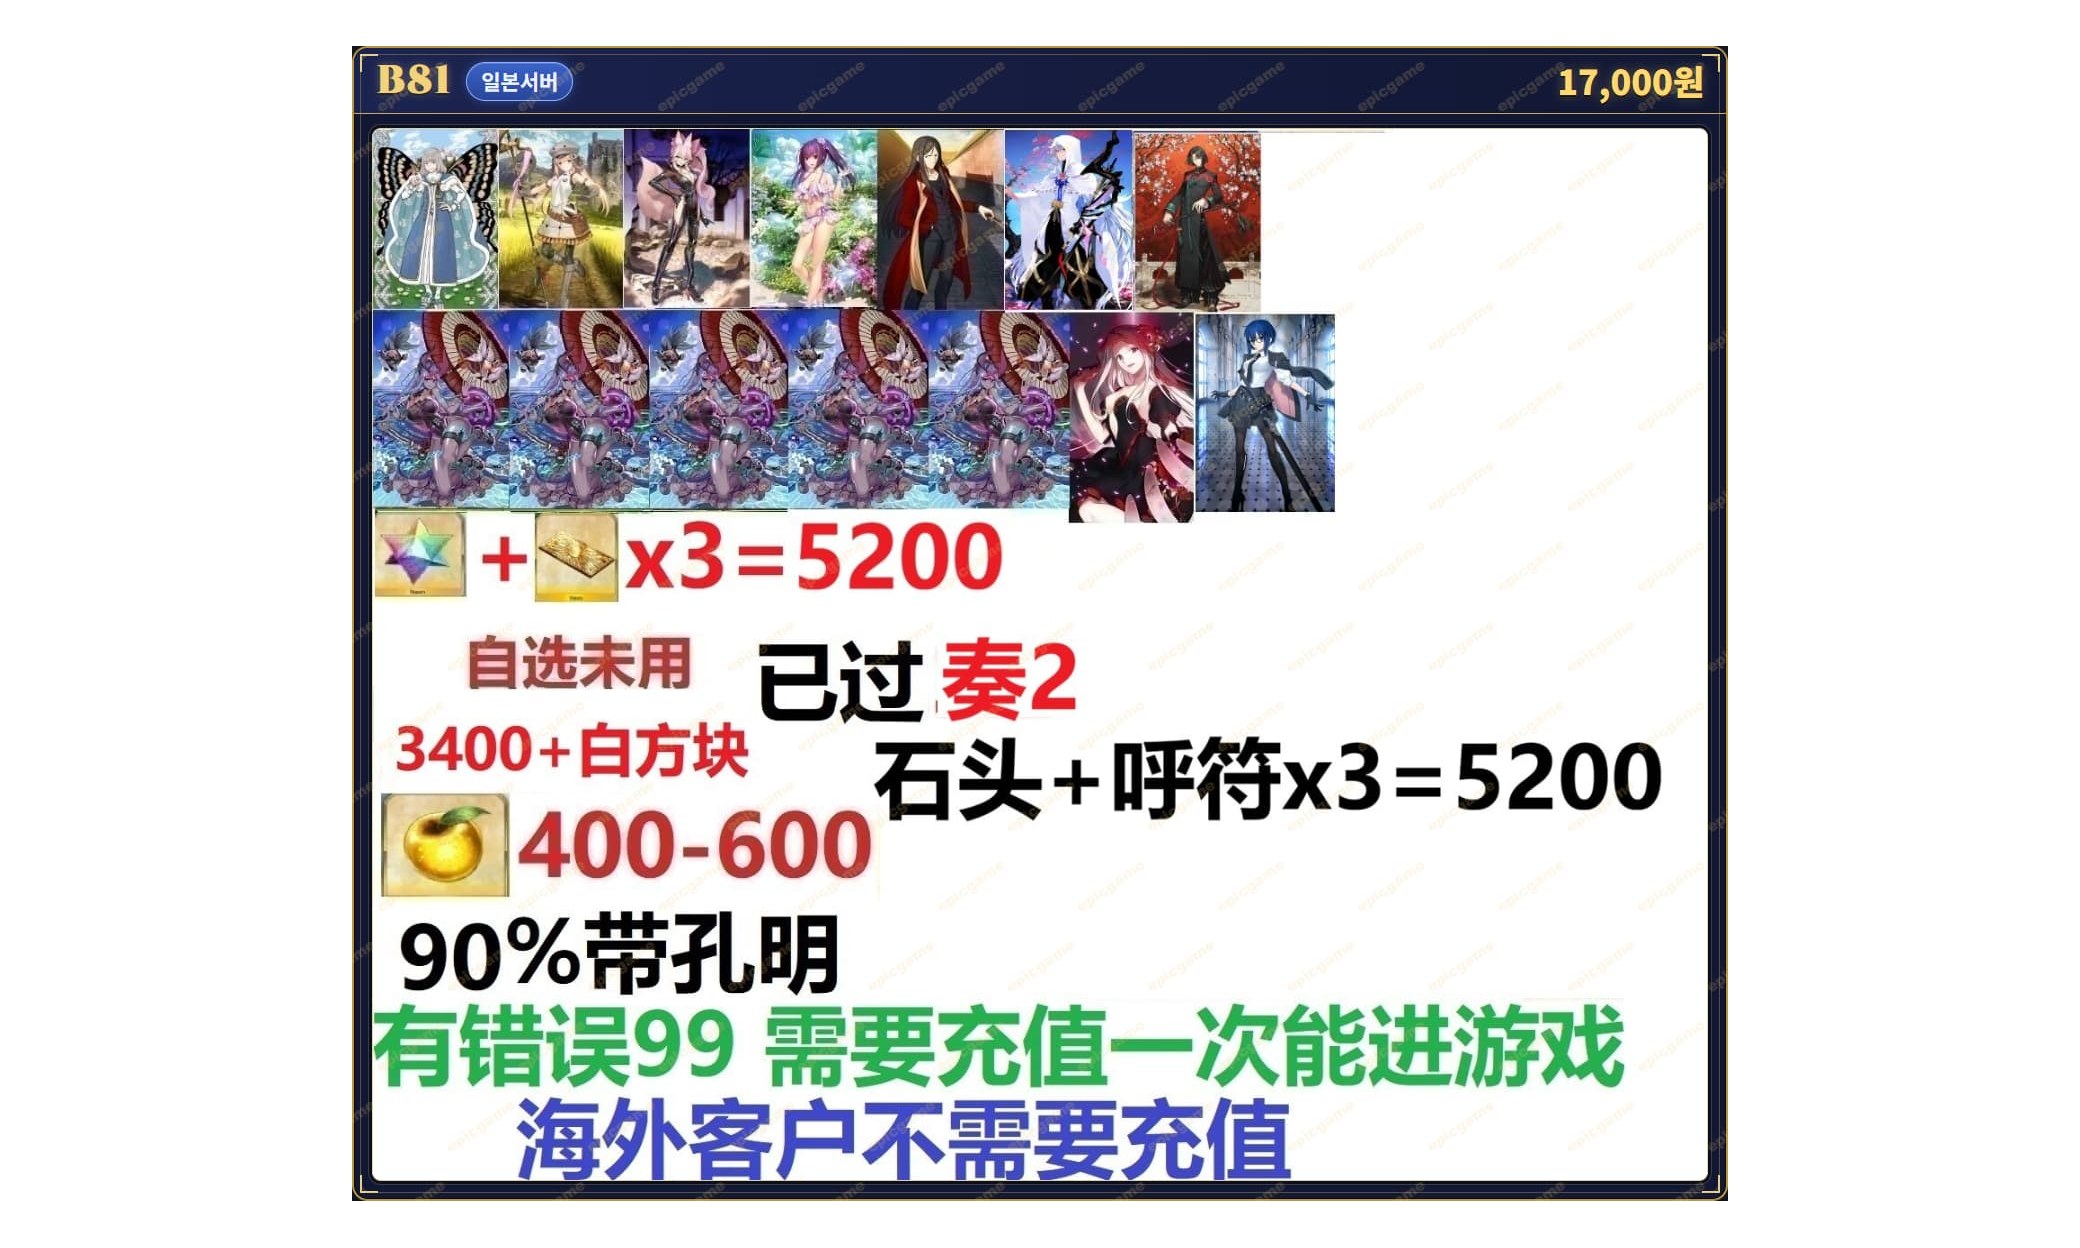 B81 일본서버 17,000원
+ x3=5200
自选未用
已过 奏2
3400+白方块
石头+呼符x3=5200
400-600
90%带孔明
有错误99 需要充值一次能进游戏
海外客户不需要充值
epicgame